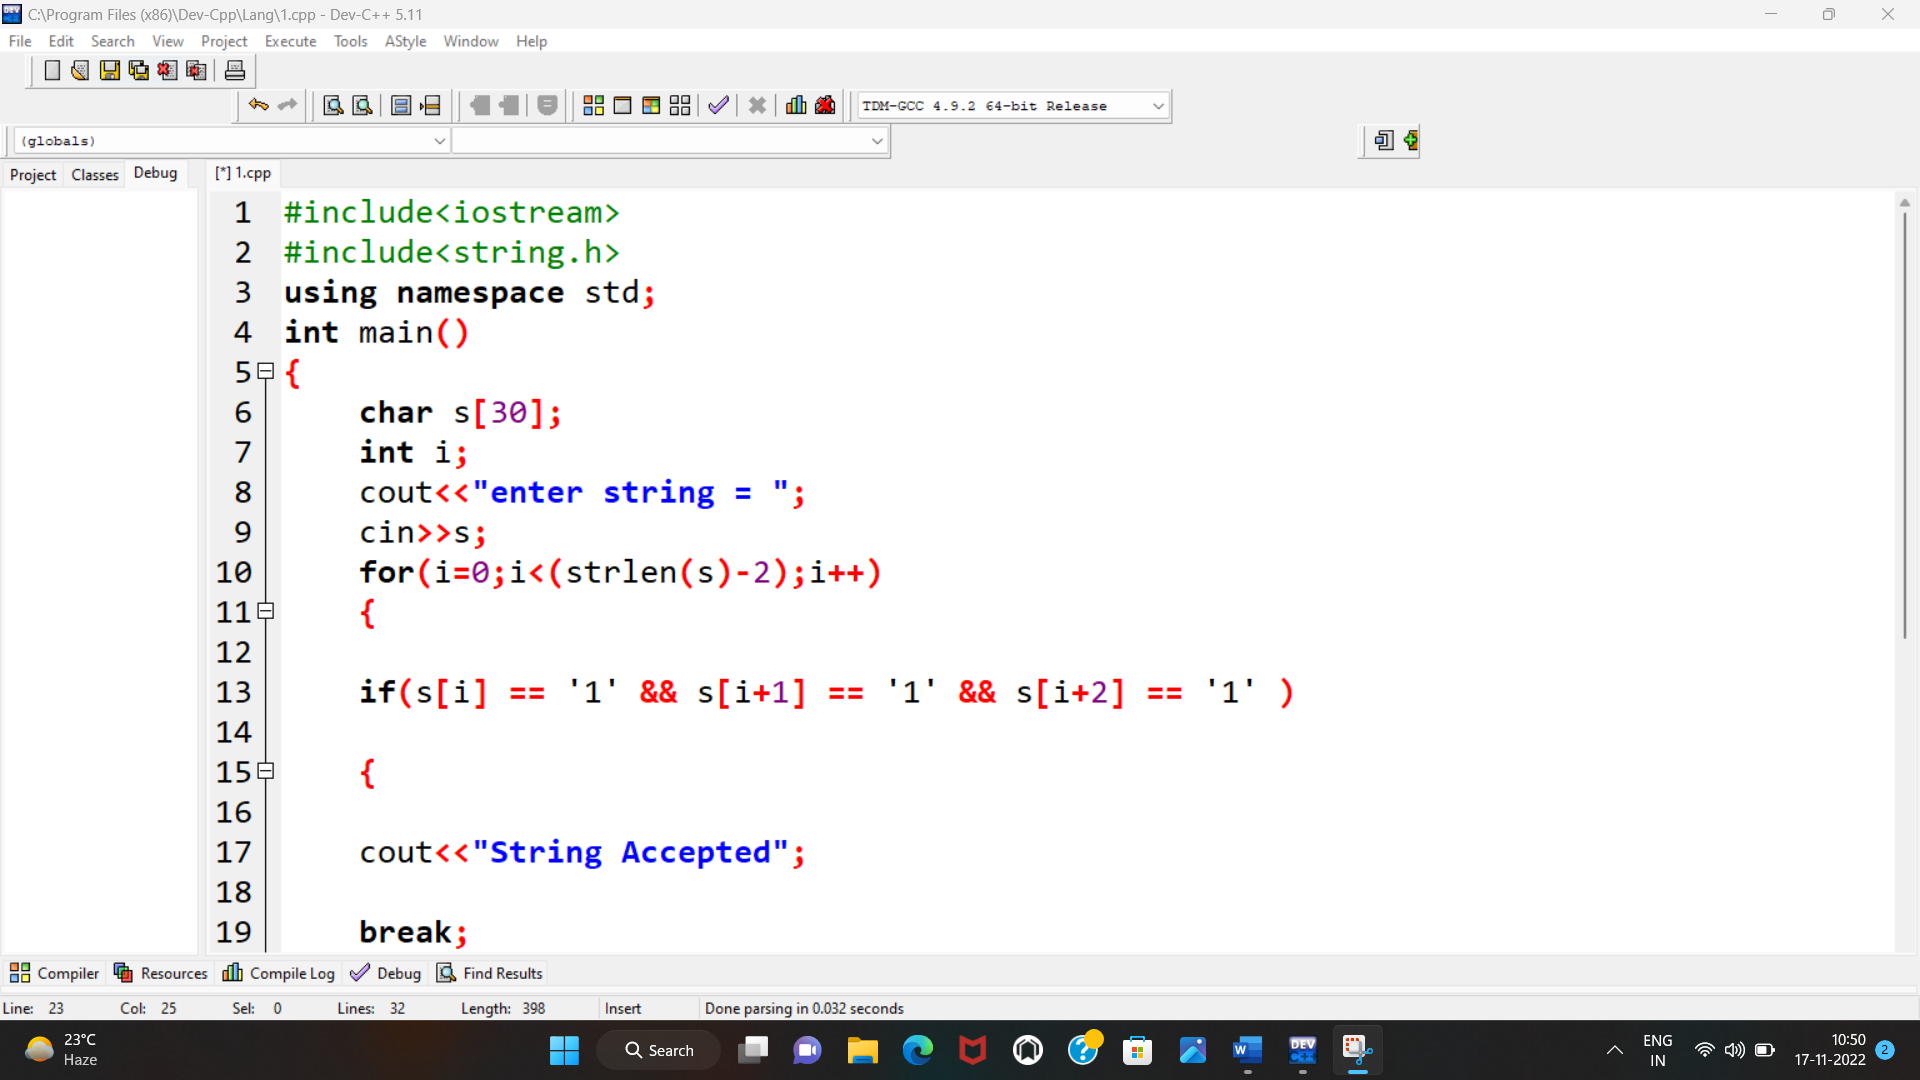 C:\Program Files (x86)\Dev-Cpp\Lang\1.cpp - Dev-C++ 5.11
File Edit Search View Project Execute Tools AStyle Window Help
TDM-GCC 4.9.2 64-bit Release
(globals)
Project Classes Debug [*] 1.cpp
1 #include<iostream>
2 #include<string.h>
3 using namespace std;
4 int main()
5 {
6 char s[30];
7 int i;
8 cout<<"enter string = ";
9 cin>>s;
10 for(i=0;i<(strlen(s)-2);i++)
11 {
12
13 if(s[i] == '1' && s[i+1] == '1' && s[i+2] == '1' )
14
15 {
16
17 cout<<"String Accepted";
18
19 break;
Compiler Resources Compile Log Debug Find Results
Line: 23 Col: 25 Sel: 0 Lines: 32 Length: 398 Insert Done parsing in 0.032 seconds
23°C
Haze
Search
W
DEV
C++
ENG
IN
10:50
17-11-2022
2